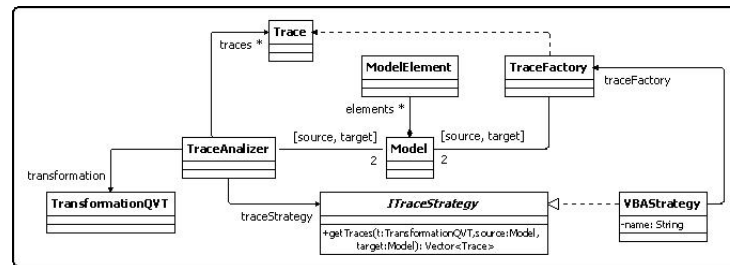 Trace
traces *
ModelElement
TraceFactory
traceFactory
elements *
[source, target]
[source, target]
TraceAnalizer
2
Model
2
transformation
TransformationQVT
traceStrategy
ITraceStrategy
+getTraces(t:TransformationQVT,source:Model,
target:Model): Vector<Trace>
VBAStrategy
-name: String